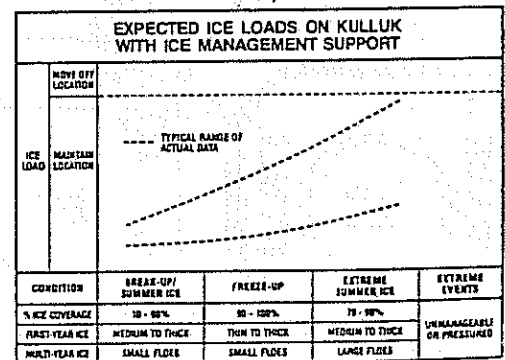 EXPECTED ICE LOADS ON KULLUK
WITH ICE MANAGEMENT SUPPORT
MOVE OFF
LOCATION
TYPICAL RANGE OF
ACTUAL DATA
ICE
LOAD
MAINTAIN
LOCATION
CONDITION
BREAK-UP/
SUMMER ICE
FREEZE-UP
EXTREME
SUMMER ICE
EXTREME
EVENTS
% ICE COVERAGE
90 - 100%
FIRST-YEAR ICE
MEDIUM TO THICK
THIN TO THICK
MEDIUM TO THICK
UNMANAGEABLE
OR PRESSURED
MULTI-YEAR ICE
SMALL FLOES
SMALL FLOES
LARGE FLOES